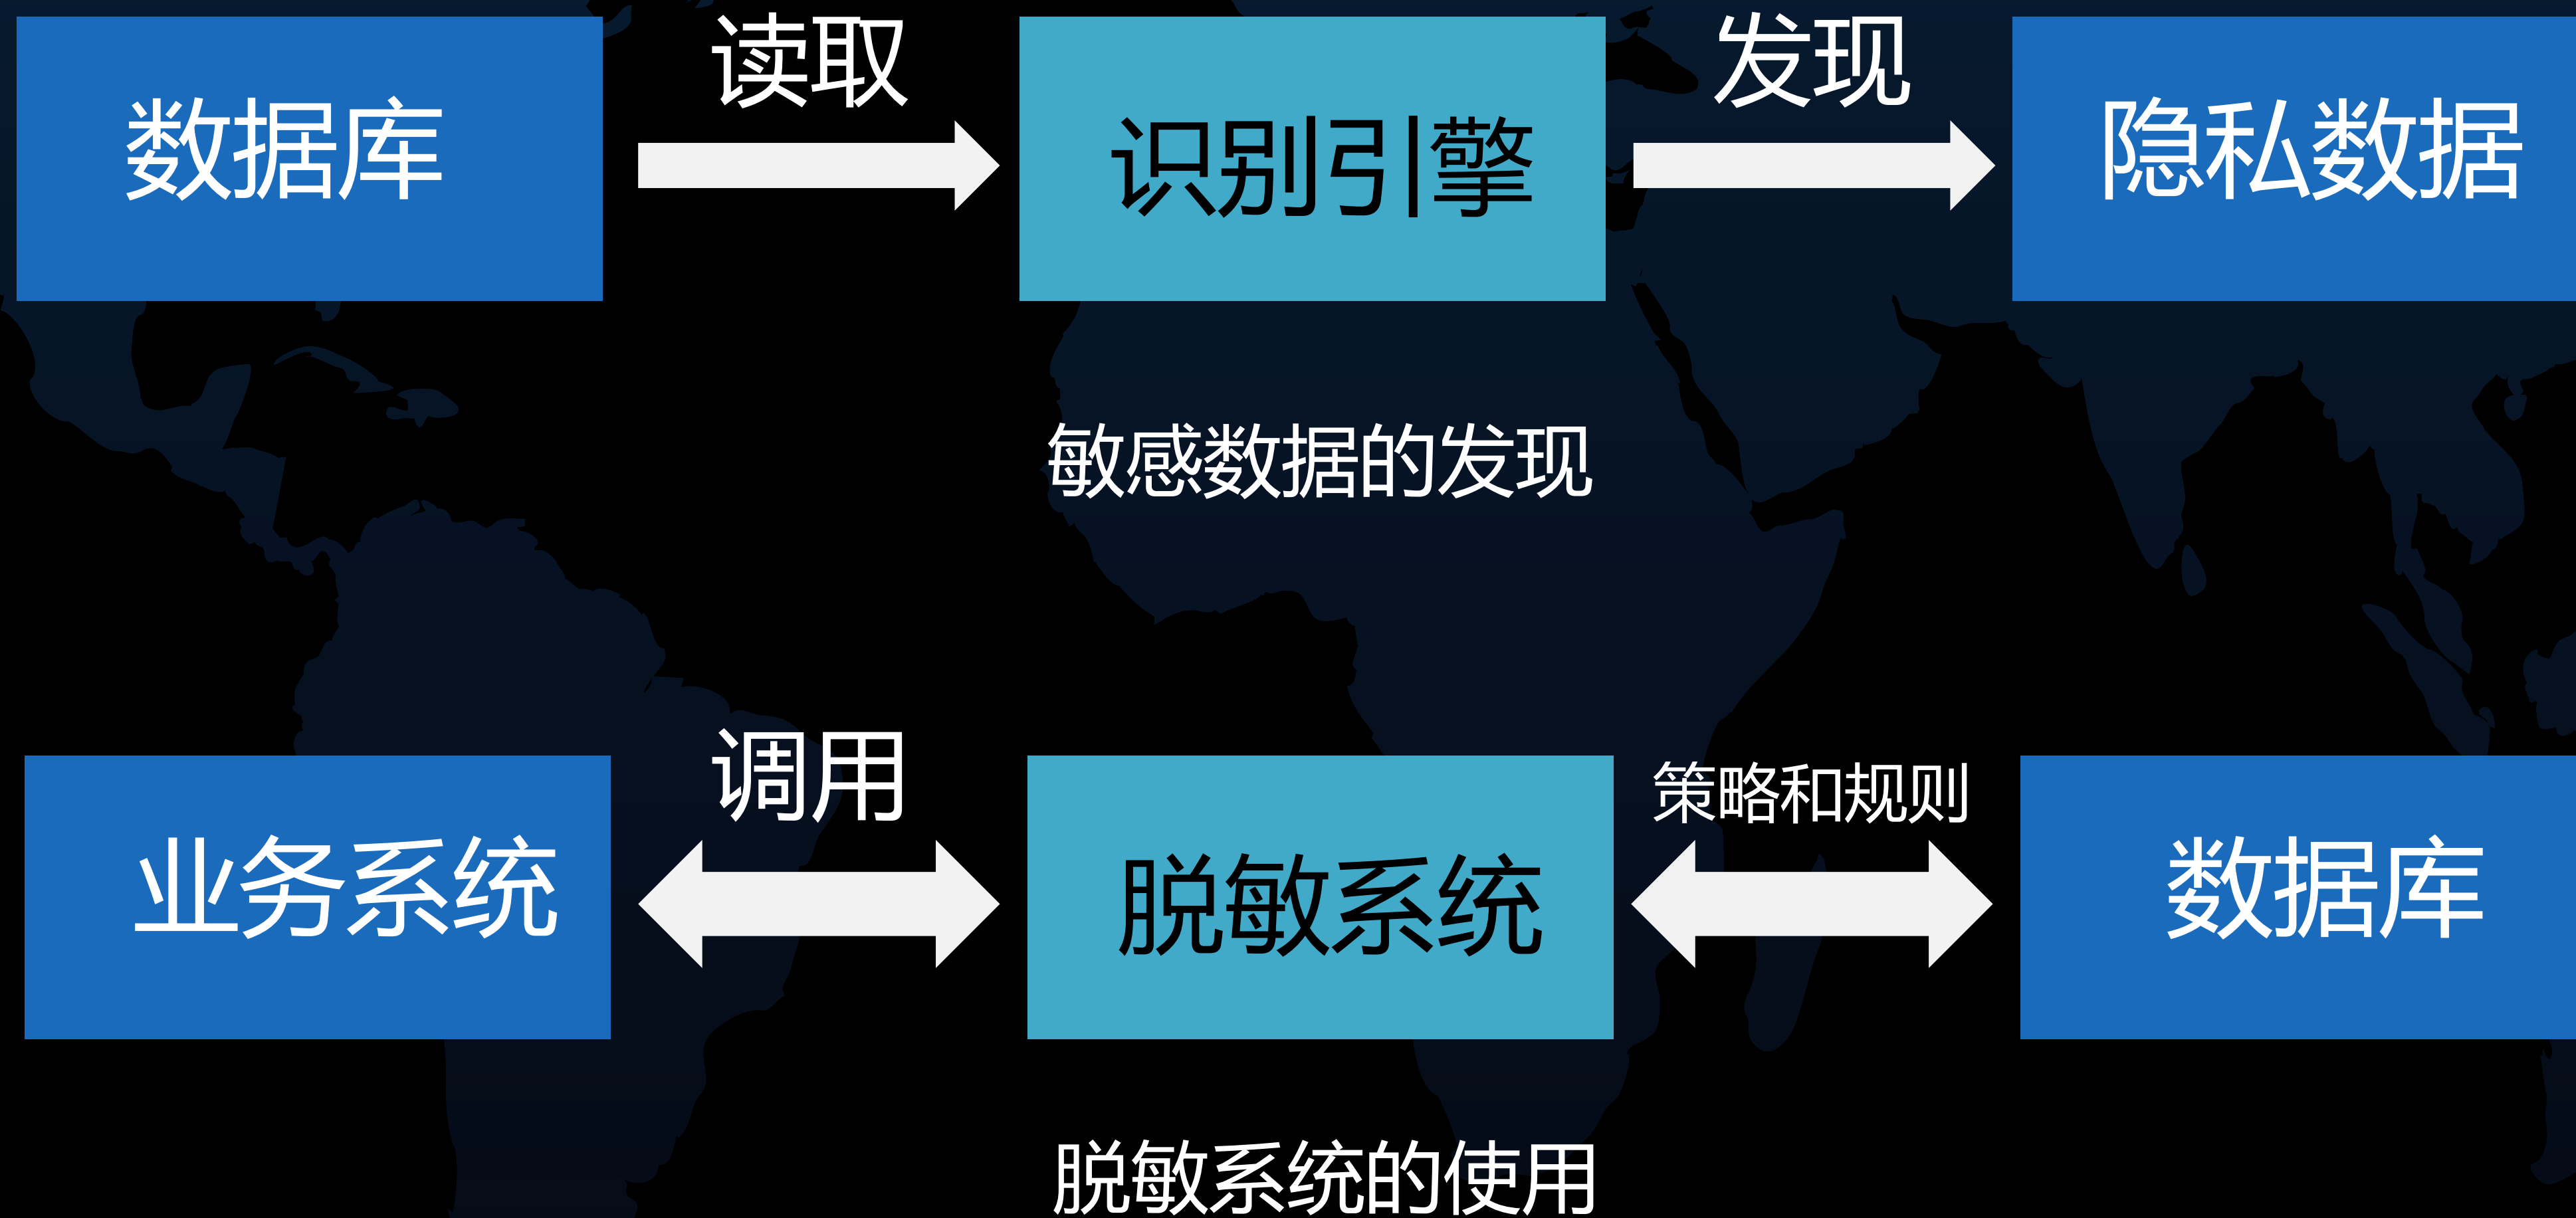 数据库
读取
识别引擎
发现
隐私数据
敏感数据的发现
业务系统
调用
脱敏系统
策略和规则
数据库
脱敏系统的使用